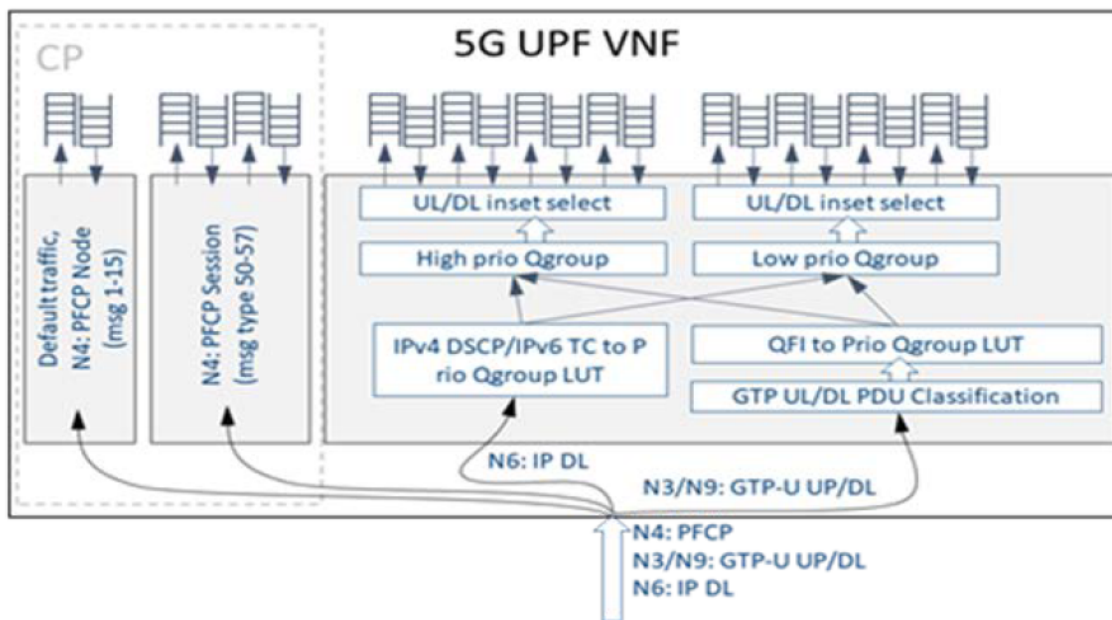 5G UPF VNF
CP
Default traffic,
N4: PFCP Node
(msg 1-15)
N4: PFCP Session
(msg type 50-57)
UL/DL inset select
High prio Qgroup
UL/DL inset select
Low prio Qgroup
IPv4 DSCP/IPv6 TC to P
rio Qgroup LUT
QFI to Prio Qgroup LUT
GTP UL/DL PDU Classification
N6: IP DL
N3/N9: GTP-U UP/DL
N4: PFCP
N3/N9: GTP-U UP/DL
N6: IP DL